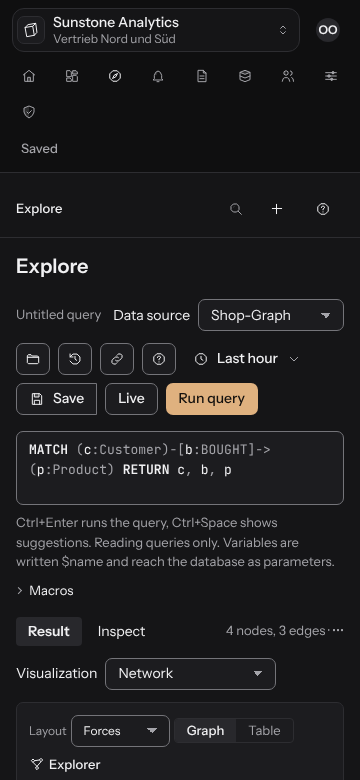 Sunstone Analytics
Vertrieb Nord und Süd
OO
Saved
Explore
Explore
Untitled query Data source Shop-Graph
Last hour
Save Live Run query
MATCH (c:Customer)-[b:BOUGHT]->
(p:Product) RETURN c, b, p
Ctrl+Enter runs the query, Ctrl+Space shows
suggestions. Reading queries only. Variables are
written $name and reach the database as parameters.
Macros
Result Inspect 4 nodes, 3 edges ·
Visualization Network
Layout Forces Graph Table
Explorer